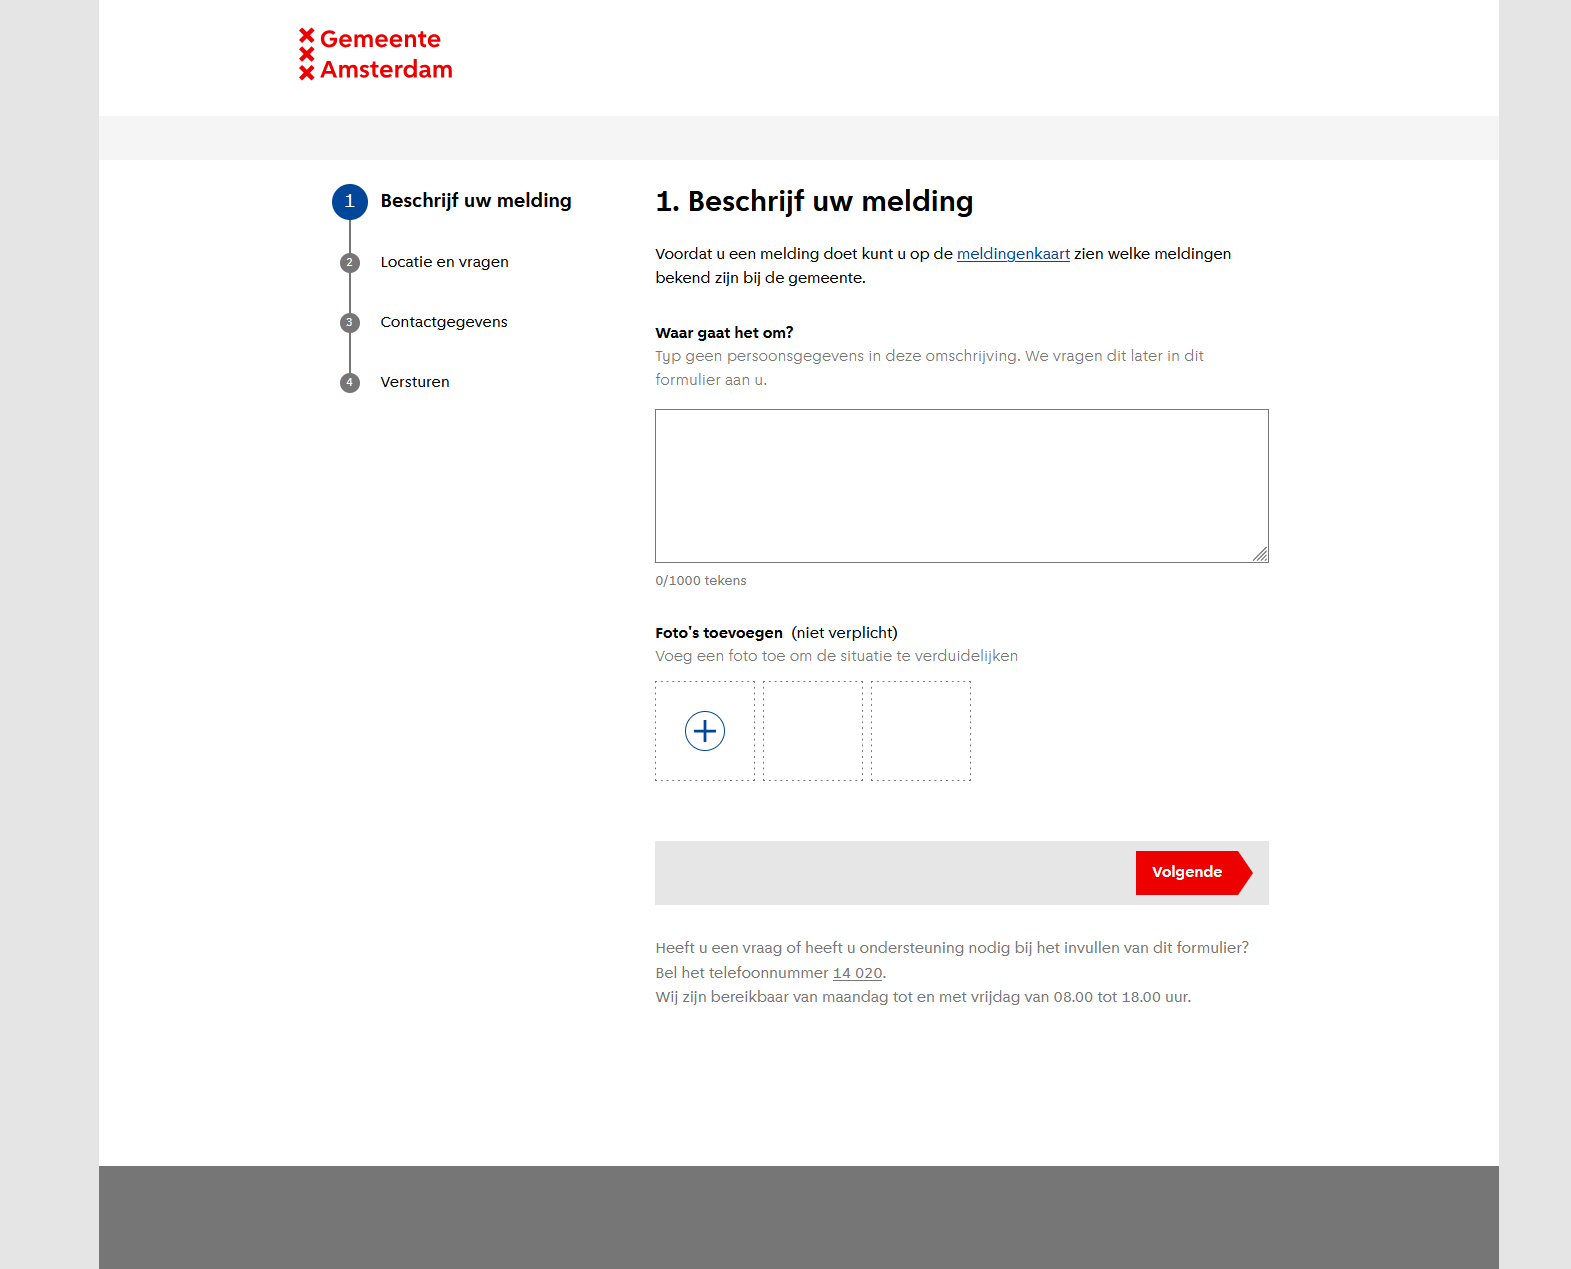 Gemeente
Amsterdam
1 Beschrijf uw melding
2 Locatie en vragen
3 Contactgegevens
4 Versturen
1. Beschrijf uw melding
Voordat u een melding doet kunt u op de meldingenkaart zien welke meldingen
bekend zijn bij de gemeente.
Waar gaat het om?
Typ geen persoonsgegevens in deze omschrijving. We vragen dit later in dit
formulier aan u.
0/1000 tekens
Foto's toevoegen (niet verplicht)
Voeg een foto toe om de situatie te verduidelijken
Volgende
Heeft u een vraag of heeft u ondersteuning nodig bij het invullen van dit formulier?
Bel het telefoonnummer 14 020.
Wij zijn bereikbaar van maandag tot en met vrijdag van 08.00 tot 18.00 uur.